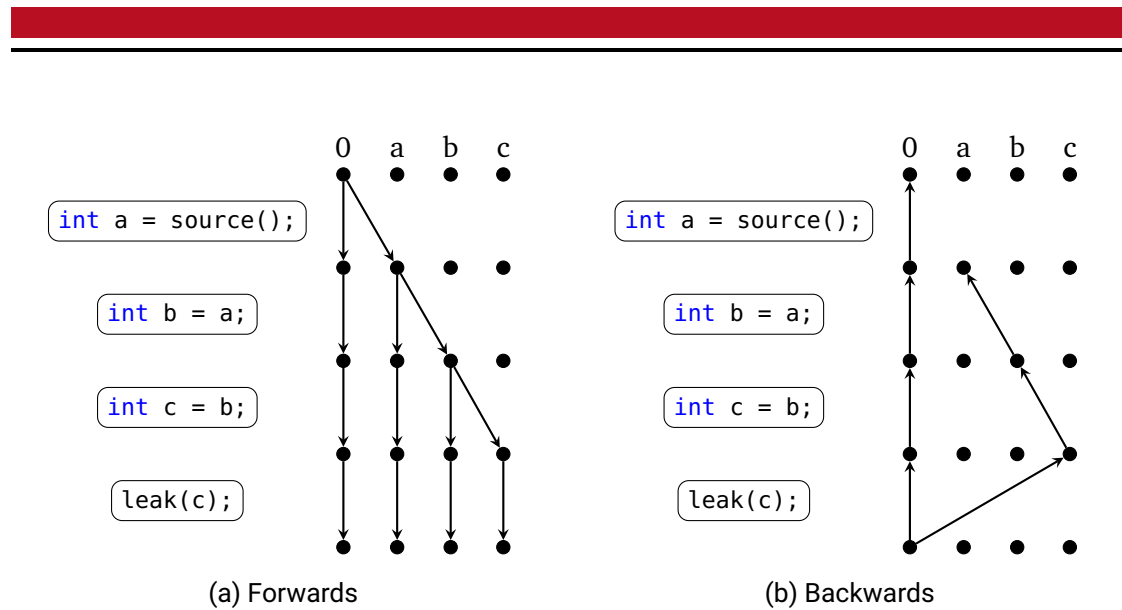 0 a b c
int a = source();
int b = a;
int c = b;
leak(c);
(a) Forwards
0 a b c
int a = source();
int b = a;
int c = b;
leak(c);
(b) Backwards